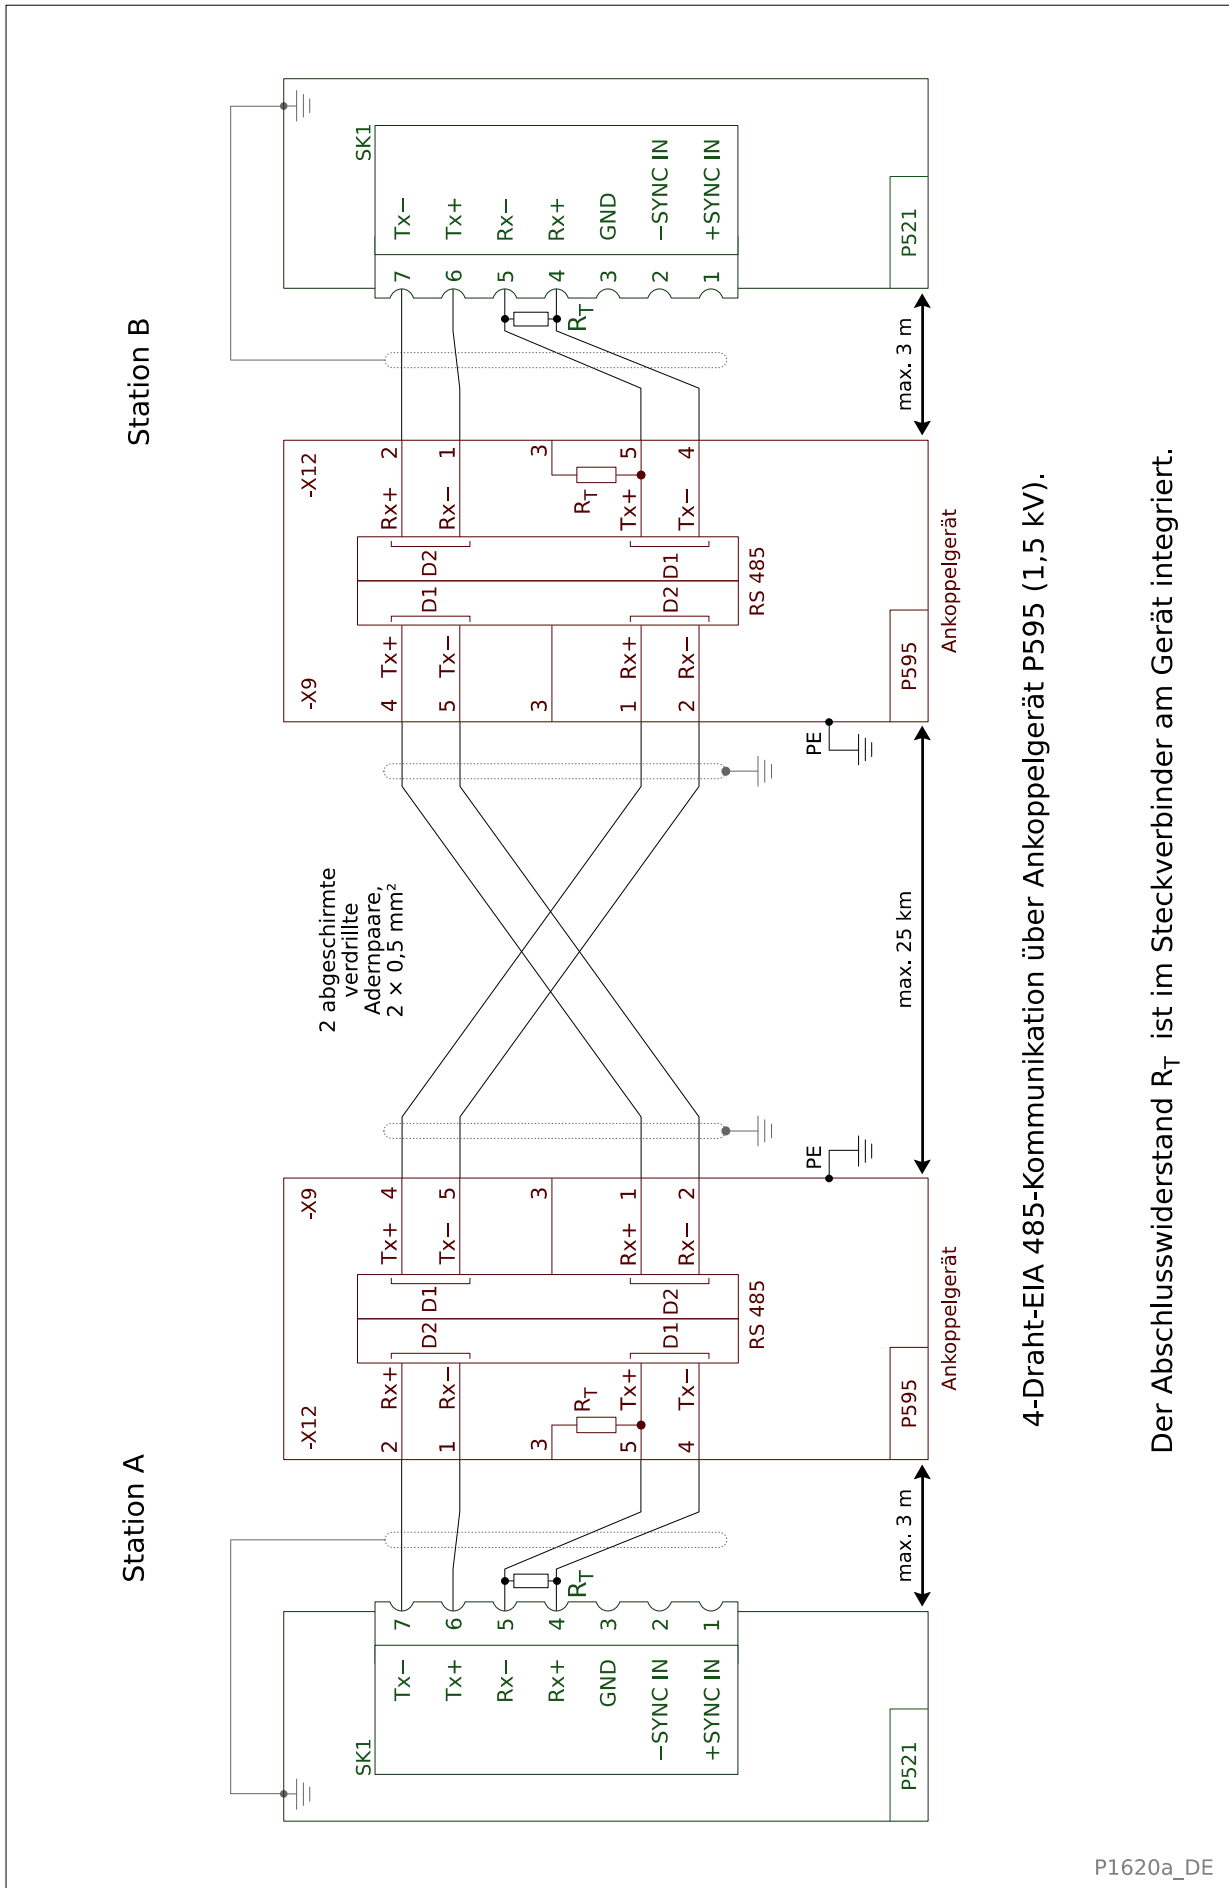 Station A
Station B
SK1
7 Tx−
6 Tx+
5 Rx−
4 Rx+
3 GND
2 −SYNC IN
1 +SYNC IN
P521
RT
max. 3 m
-X12
-X9
2 Rx+
1 Rx−
3
RT
5 Tx+
4 Tx−
D2 D1
D1 D2
Tx+ 4
Tx− 5
3
Rx+ 1
Rx− 2
RS 485
P595
Ankoppelgerät
PE
2 abgeschirmte
verdrillte
Adernpaare,
2 × 0,5 mm²
max. 25 km
PE
-X9
-X12
4 Tx+
5 Tx−
3
1 Rx+
2 Rx−
D1 D2
D2 D1
Rx+ 2
Rx− 1
3
RT
Tx+ 5
Tx− 4
RS 485
P595
Ankoppelgerät
max. 3 m
RT
SK1
7 Tx−
6 Tx+
5 Rx−
4 Rx+
3 GND
2 −SYNC IN
1 +SYNC IN
P521
4-Draht-EIA 485-Kommunikation über Ankoppelgerät P595 (1,5 kV).
Der Abschlusswiderstand RT ist im Steckverbinder am Gerät integriert.
P1620a_DE